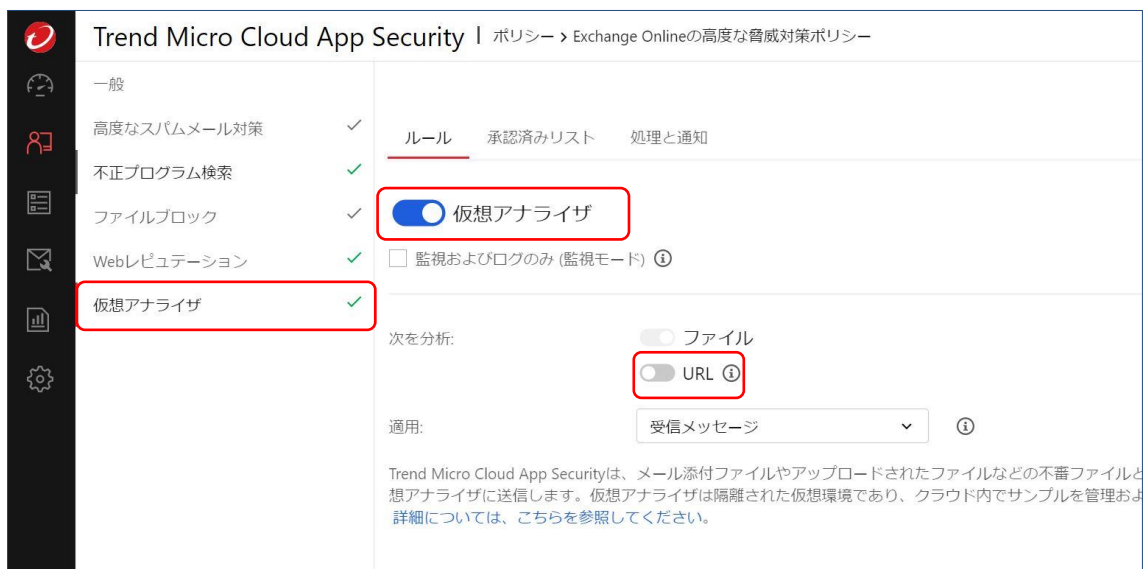 Trend Micro Cloud App Security | ポリシー > Exchange Onlineの高度な脅威対策ポリシー
一般
高度なスパムメール対策
不正プログラム検索
ファイルブロック
Webレピュテーション
仮想アナライザ
ルール 承認済みリスト 処理と通知
仮想アナライザ
監視およびログのみ (監視モード)
次を分析:
ファイル
URL
適用:
受信メッセージ
Trend Micro Cloud App Securityは、メール添付ファイルやアップロードされたファイルなどの不審ファイルと
想アナライザに送信します。仮想アナライザは隔離された仮想環境であり、クラウド内でサンプルを管理およ
詳細については、こちらを参照してください。